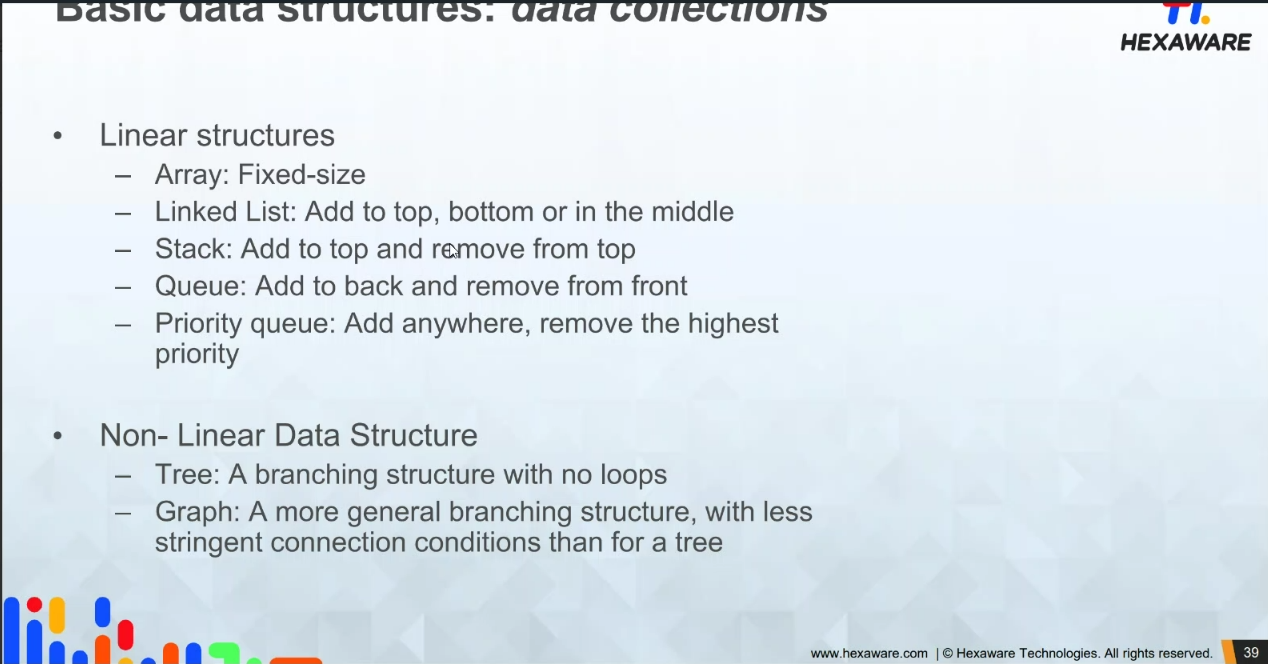 Basic data structures: data collections
HEXAWARE
• Linear structures
– Array: Fixed-size
– Linked List: Add to top, bottom or in the middle
– Stack: Add to top and remove from top
– Queue: Add to back and remove from front
– Priority queue: Add anywhere, remove the highest
priority
• Non- Linear Data Structure
– Tree: A branching structure with no loops
– Graph: A more general branching structure, with less
stringent connection conditions than for a tree
www.hexaware.com | © Hexaware Technologies. All rights reserved. 39